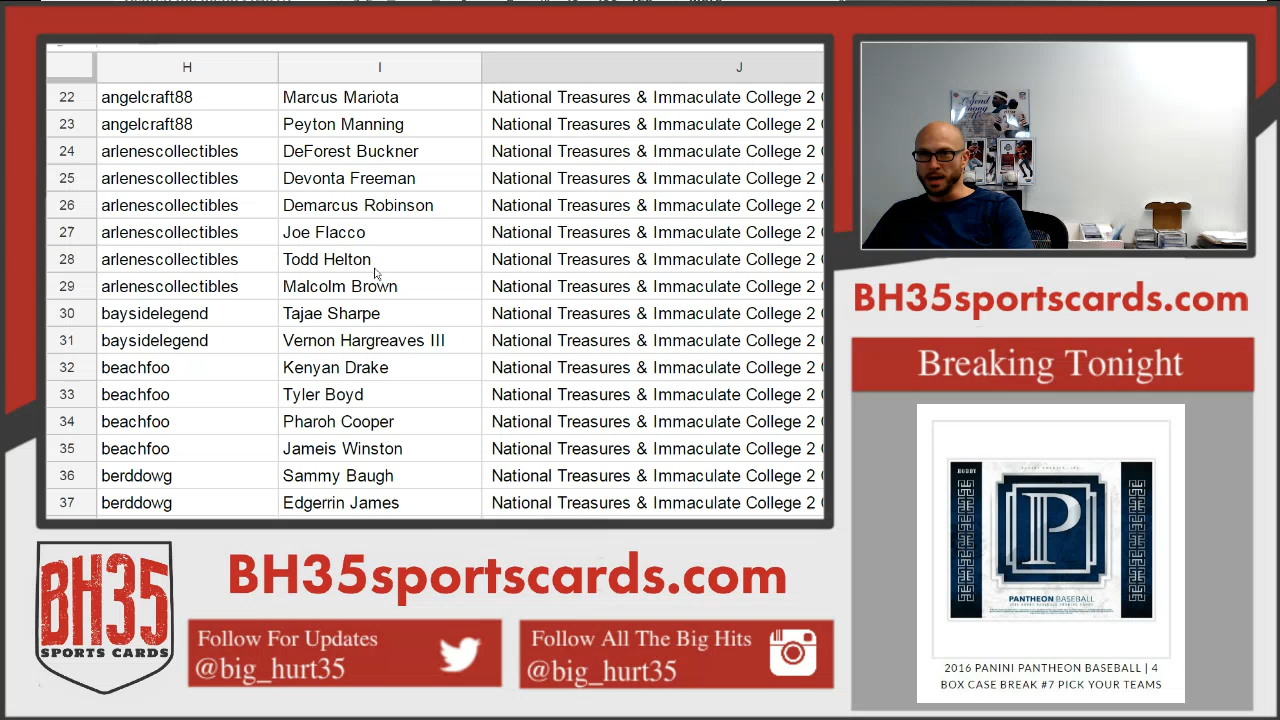 H I J
22 angelcraft88 Marcus Mariota National Treasures & Immaculate College 2
23 angelcraft88 Peyton Manning National Treasures & Immaculate College 2
24 arlenescollectibles DeForest Buckner National Treasures & Immaculate College 2
25 arlenescollectibles Devonta Freeman National Treasures & Immaculate College 2
26 arlenescollectibles Demarcus Robinson National Treasures & Immaculate College 2
27 arlenescollectibles Joe Flacco National Treasures & Immaculate College 2
28 arlenescollectibles Todd Helton National Treasures & Immaculate College 2
29 arlenescollectibles Malcolm Brown National Treasures & Immaculate College 2
30 baysidelegend Tajae Sharpe National Treasures & Immaculate College 2
31 baysidelegend Vernon Hargreaves III National Treasures & Immaculate College 2
32 beachfoo Kenyan Drake National Treasures & Immaculate College 2
33 beachfoo Tyler Boyd National Treasures & Immaculate College 2
34 beachfoo Pharoh Cooper National Treasures & Immaculate College 2
35 beachfoo Jameis Winston National Treasures & Immaculate College 2
36 berddowg Sammy Baugh National Treasures & Immaculate College 2
37 berddowg Edgerrin James National Treasures & Immaculate College 2
Legend
Among
BH35sportscards.com
Breaking Tonight
HOBBY
P
PANTHEON BASEBALL
2016 PANINI PANTHEON BASEBALL | 4
BOX CASE BREAK #7 PICK YOUR TEAMS
BH35
SPORTS CARDS
BH35sportscards.com
Follow For Updates
@big_hurt35
Follow All The Big Hits
@big_hurt35